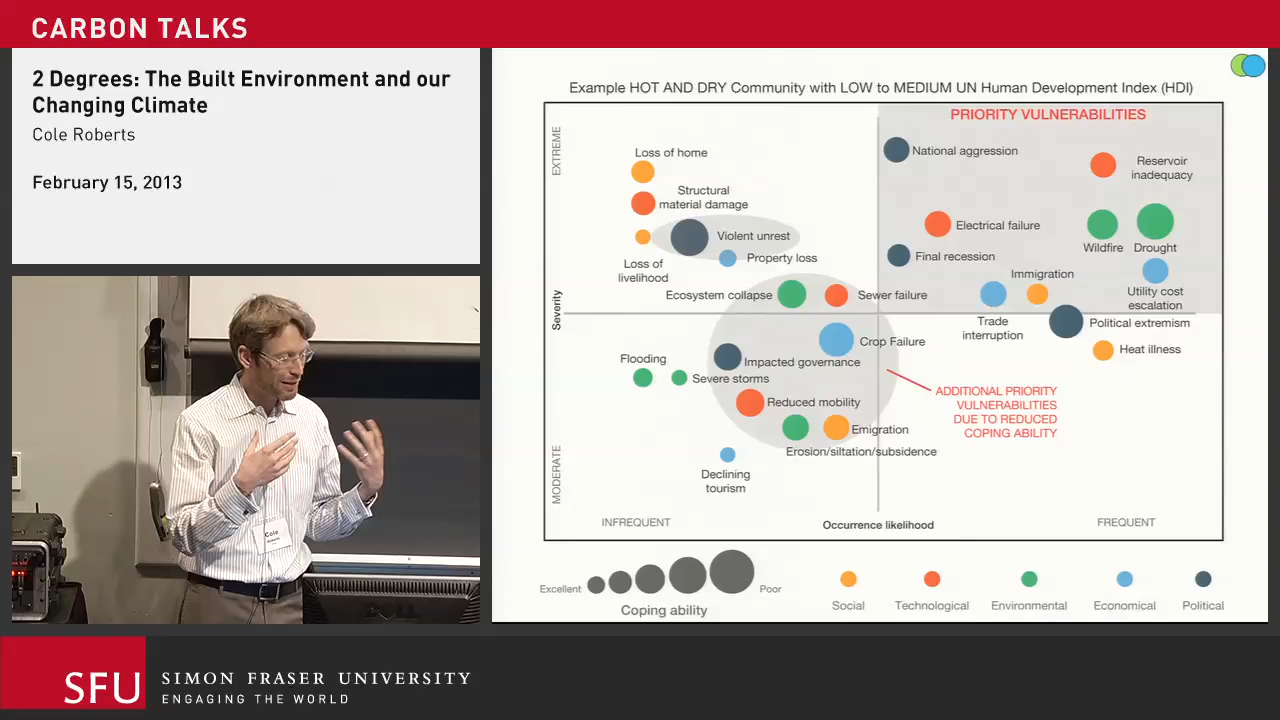 CARBON TALKS
2 Degrees: The Built Environment and our
Changing Climate
Cole Roberts
February 15, 2013
Example HOT AND DRY Community with LOW to MEDIUM UN Human Development Index (HDI)
PRIORITY VULNERABILITIES
EXTREME
Severity
MODERATE
National aggression
Loss of home
Reservoir
inadequacy
Structural
material damage
Electrical failure
Violent unrest
Wildfire
Drought
Property loss
Final recession
Loss of
livelihood
Immigration
Ecosystem collapse
Sewer failure
Utility cost
escalation
Trade
interruption
Political extremism
Crop Failure
Heat illness
Flooding
Impacted governance
Severe storms
ADDITIONAL PRIORITY
VULNERABILITIES
DUE TO REDUCED
COPING ABILITY
Reduced mobility
Emigration
Erosion/siltation/subsidence
Declining
tourism
INFREQUENT
Occurrence likelihood
FREQUENT
Excellent
Poor
Coping ability
Social
Technological
Environmental
Economical
Political
Cole
SFU
SIMON FRASER UNIVERSITY
ENGAGING THE WORLD